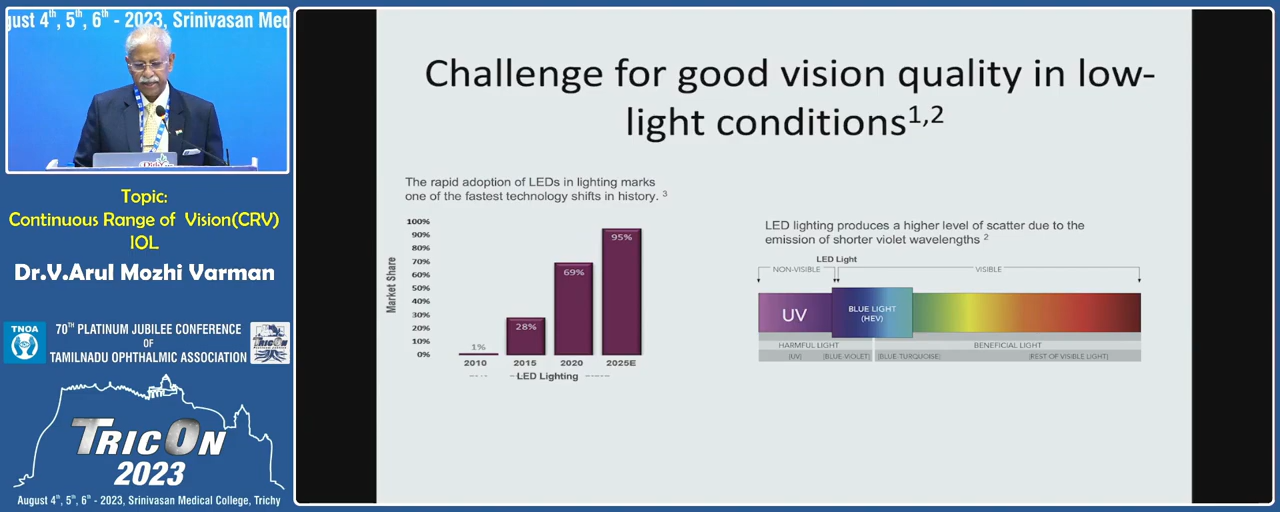 gust 4th, 5th, 6th - 2023, Srinivasan Med
Topic:
Continuous Range of Vision(CRV)
IOL
Dr.V.Arul Mozhi Varman
TNOA
70TH PLATINUM JUBILEE CONFERENCE
OF
TAMILNADU OPHTHALMIC ASSOCIATION
TRICON
TRICON
2023
August 4th, 5th, 6th - 2023, Srinivasan Medical College, Trichy
Challenge for good vision quality in low-
light conditions1,2
The rapid adoption of LEDs in lighting marks
one of the fastest technology shifts in history. 3
Market Share
100%
90%
80%
70%
60%
50%
40%
30%
20%
10%
0%
1%
28%
69%
95%
2010 2015 2020 2025E
LED Lighting
LED lighting produces a higher level of scatter due to the
emission of shorter violet wavelengths 2
LED Light
NON-VISIBLE VISIBLE
UV
BLUE LIGHT
(HEV)
HARMFUL LIGHT BENEFICIAL LIGHT
(UV) (BLUE-VIOLET) (BLUE-TURQUOISE) (REST OF VISIBLE LIGHT)